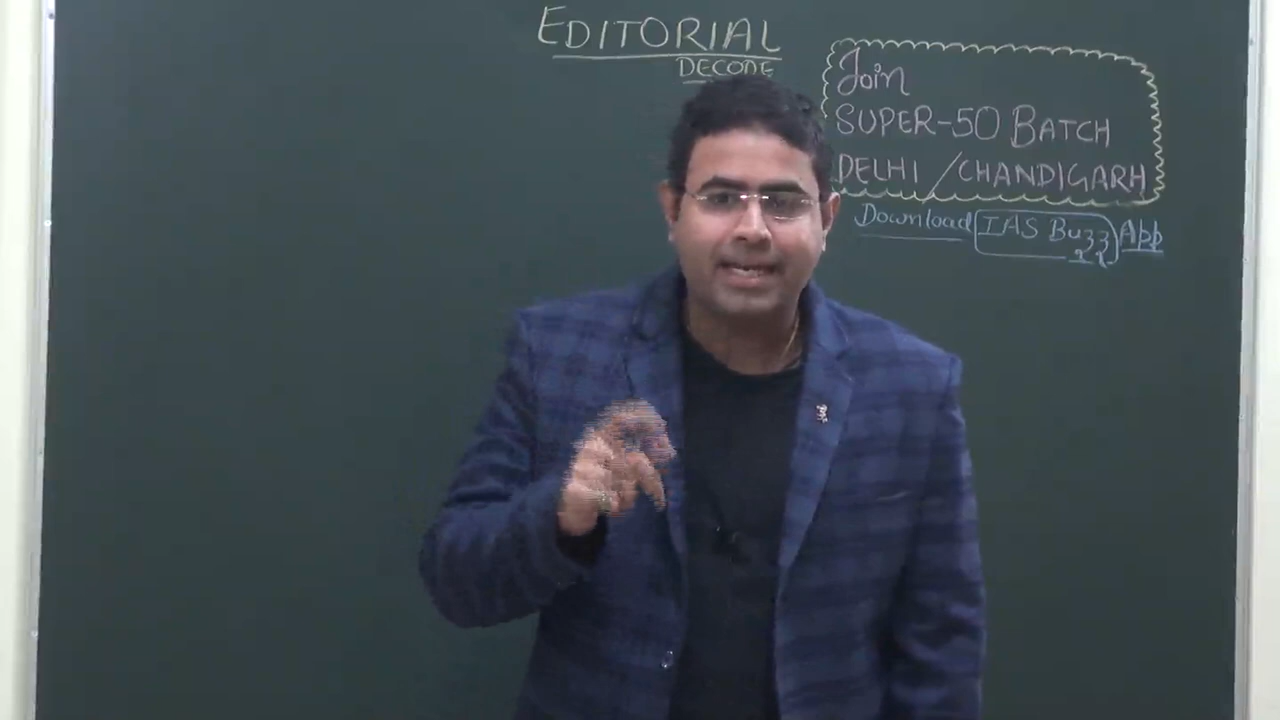 EDITORIAL
DECODE
Join
SUPER-50 BATCH
DELHI/CHANDIGARH
Download IAS Buzz App